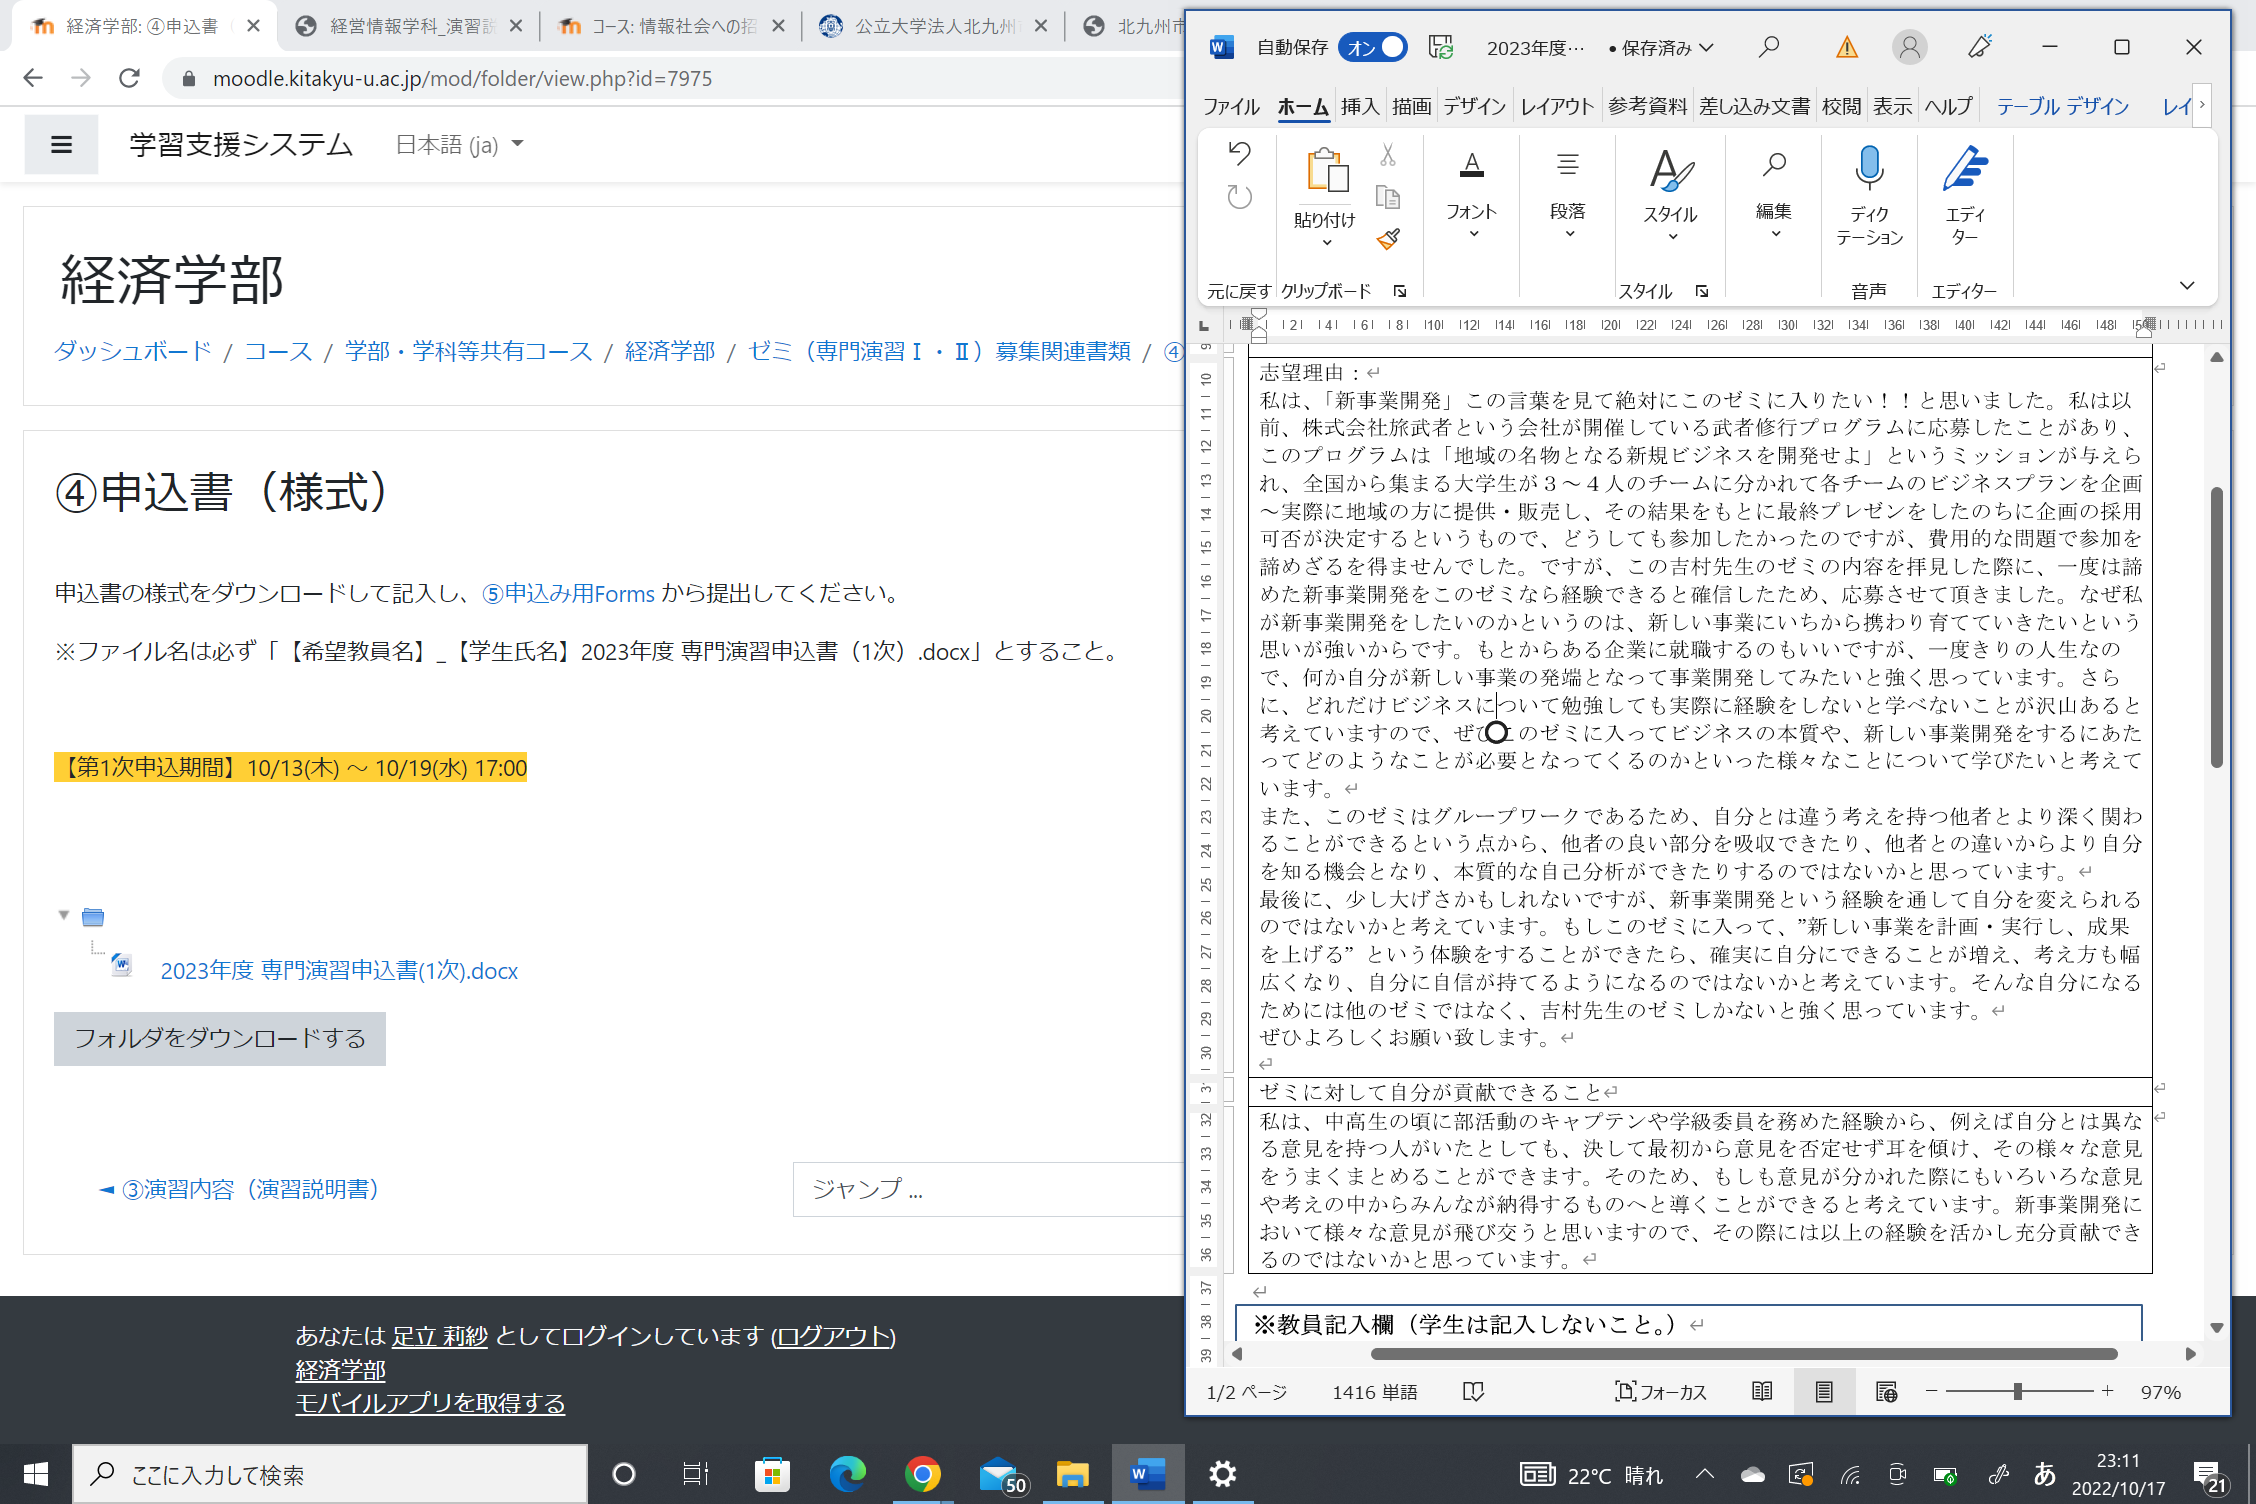 経済学部: ④申込書
経営情報学科_演習説
コース: 情報社会への招
公立大学法人北九州
北九州市
moodle.kitakyu-u.ac.jp/mod/folder/view.php?id=7975
学習支援システム
日本語 (ja)
経済学部
ダッシュボード / コース / 学部・学科等共有コース / 経済学部 / ゼミ（専門演習Ⅰ・Ⅱ）募集関連書類 / ④
④申込書（様式）
申込書の様式をダウンロードして記入し、⑤申込み用Forms から提出してください。
※ファイル名は必ず「【希望教員名】_【学生氏名】2023年度 専門演習申込書（1次）.docx」とすること。
【第1次申込期間】10/13(木) ～ 10/19(水) 17:00
2023年度 専門演習申込書(1次).docx
フォルダをダウンロードする
◄ ③演習内容（演習説明書）
ジャンプ ...
あなたは 足立 莉紗 としてログインしています (ログアウト)
経済学部
モバイルアプリを取得する
自動保存 オン 2023年度… • 保存済み
ファイル ホーム 挿入 描画 デザイン レイアウト 参考資料 差し込み文書 校閲 表示 ヘルプ テーブル デザイン レイ
貼り付け フォント 段落 スタイル 編集 ディクテーション エディター
元に戻す クリップボード スタイル 音声 エディター
2 4 6 8 10 12 14 16 18 20 22 24 26 28 30 32 34 36 38 40 42 44 46 48 50
9 10 11 12 13 14 15 16 17 18 19 20 21 22 23 24 25 26 27 28 29 30 3 32 33 34 35 36 37 38 39
志望理由：
私は、「新事業開発」この言葉を見て絶対にこのゼミに入りたい！！と思いました。私は以
前、株式会社旅武者という会社が開催している武者修行プログラムに応募したことがあり、
このプログラムは「地域の名物となる新規ビジネスを開発せよ」というミッションが与えら
れ、全国から集まる大学生が３～４人のチームに分かれて各チームのビジネスプランを企画
～実際に地域の方に提供・販売し、その結果をもとに最終プレゼンをしたのちに企画の採用
可否が決定するというもので、どうしても参加したかったのですが、費用的な問題で参加を
諦めざるを得ませんでした。ですが、この吉村先生のゼミの内容を拝見した際に、一度は諦
めた新事業開発をこのゼミなら経験できると確信したため、応募させて頂きました。なぜ私
が新事業開発をしたいのかというのは、新しい事業にいちから携わり育てていきたいという
思いが強いからです。もとからある企業に就職するのもいいですが、一度きりの人生なの
で、何か自分が新しい事業の発端となって事業開発してみたいと強く思っています。さら
に、どれだけビジネスについて勉強しても実際に経験をしないと学べないことが沢山あると
考えていますので、ぜひこのゼミに入ってビジネスの本質や、新しい事業開発をするにあた
ってどのようなことが必要となってくるのかといった様々なことについて学びたいと考えて
います。
また、このゼミはグループワークであるため、自分とは違う考えを持つ他者とより深く関わ
ることができるという点から、他者の良い部分を吸収できたり、他者との違いからより自分
を知る機会となり、本質的な自己分析ができたりするのではないかと思っています。
最後に、少し大げさかもしれないですが、新事業開発という経験を通して自分を変えられる
のではないかと考えています。もしこのゼミに入って、”新しい事業を計画・実行し、成果
を上げる”という体験をすることができたら、確実に自分にできることが増え、考え方も幅
広くなり、自分に自信が持てるようになるのではないかと考えています。そんな自分になる
ためには他のゼミではなく、吉村先生のゼミしかないと強く思っています。
ぜひよろしくお願い致します。
ゼミに対して自分が貢献できること
私は、中高生の頃に部活動のキャプテンや学級委員を務めた経験から、例えば自分とは異な
る意見を持つ人がいたとしても、決して最初から意見を否定せず耳を傾け、その様々な意見
をうまくまとめることができます。そのため、もしも意見が分かれた際にもいろいろな意見
や考えの中からみんなが納得するものへと導くことができると考えています。新事業開発に
おいて様々な意見が飛び交うと思いますので、その際には以上の経験を活かし充分貢献でき
るのではないかと思っています。
※教員記入欄（学生は記入しないこと。）
1/2 ページ 1416 単語 フォーカス 97%
ここに入力して検索
50
22°C 晴れ
あ
23:11
2022/10/17
21